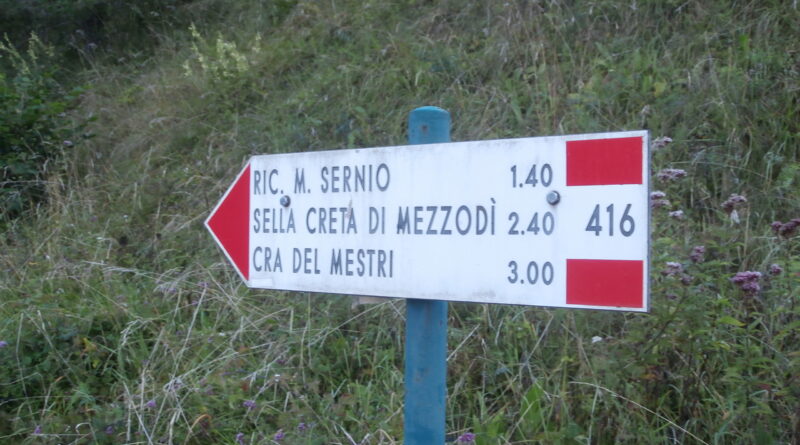 RIC. M. SERNIO 1.40
SELLA CRETA DI MEZZODÌ 2.40
CRA DEL MESTRI 3.00
416